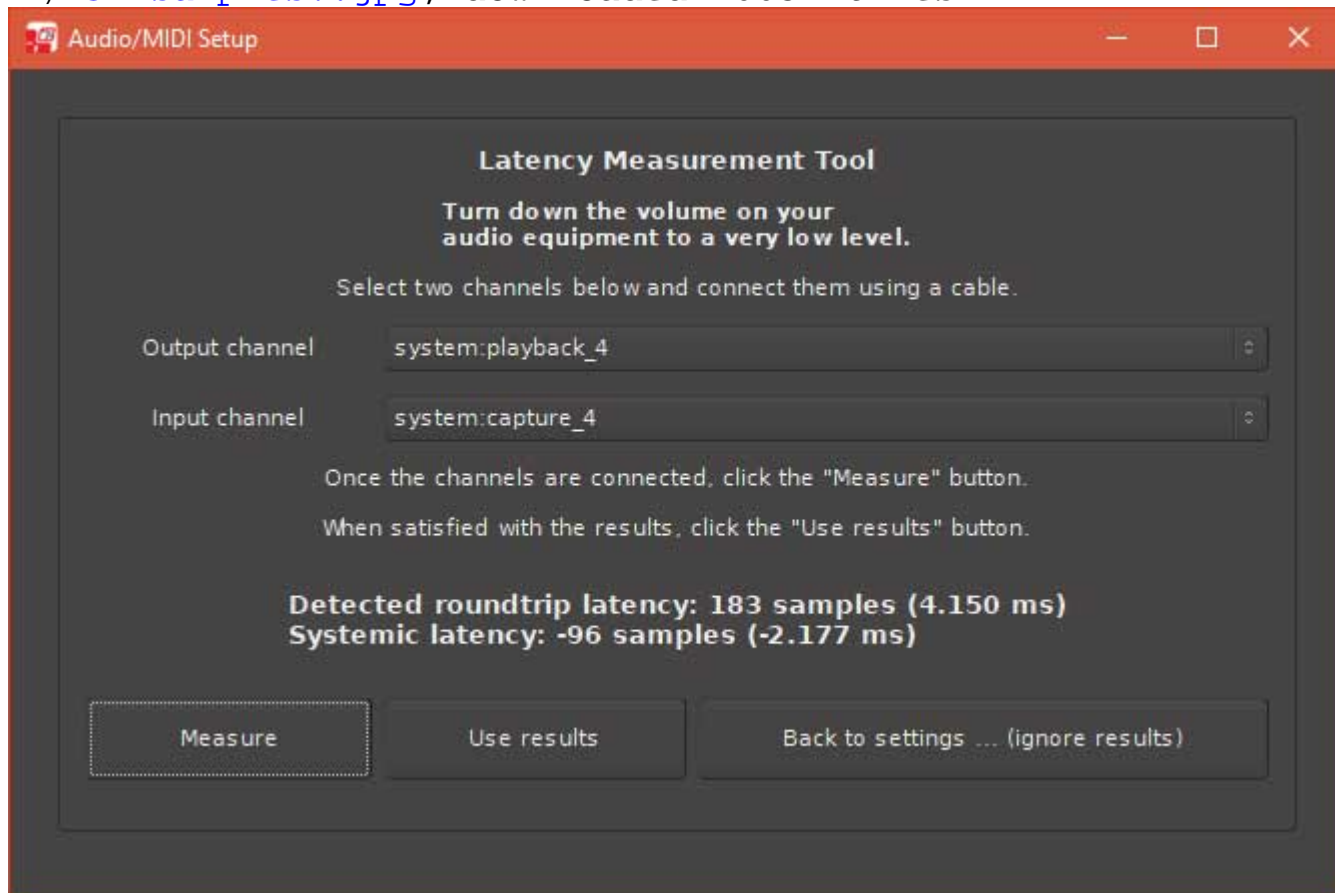 Audio/MIDI Setup
Latency Measurement Tool
Turn down the volume on your
audio equipment to a very low level.
Select two channels below and connect them using a cable.
Output channel system:playback_4
Input channel system:capture_4
Once the channels are connected, click the "Measure" button.
When satisfied with the results, click the "Use results" button.
Detected roundtrip latency: 183 samples (4.150 ms)
Systemic latency: -96 samples (-2.177 ms)
Measure Use results Back to settings ... (ignore results)